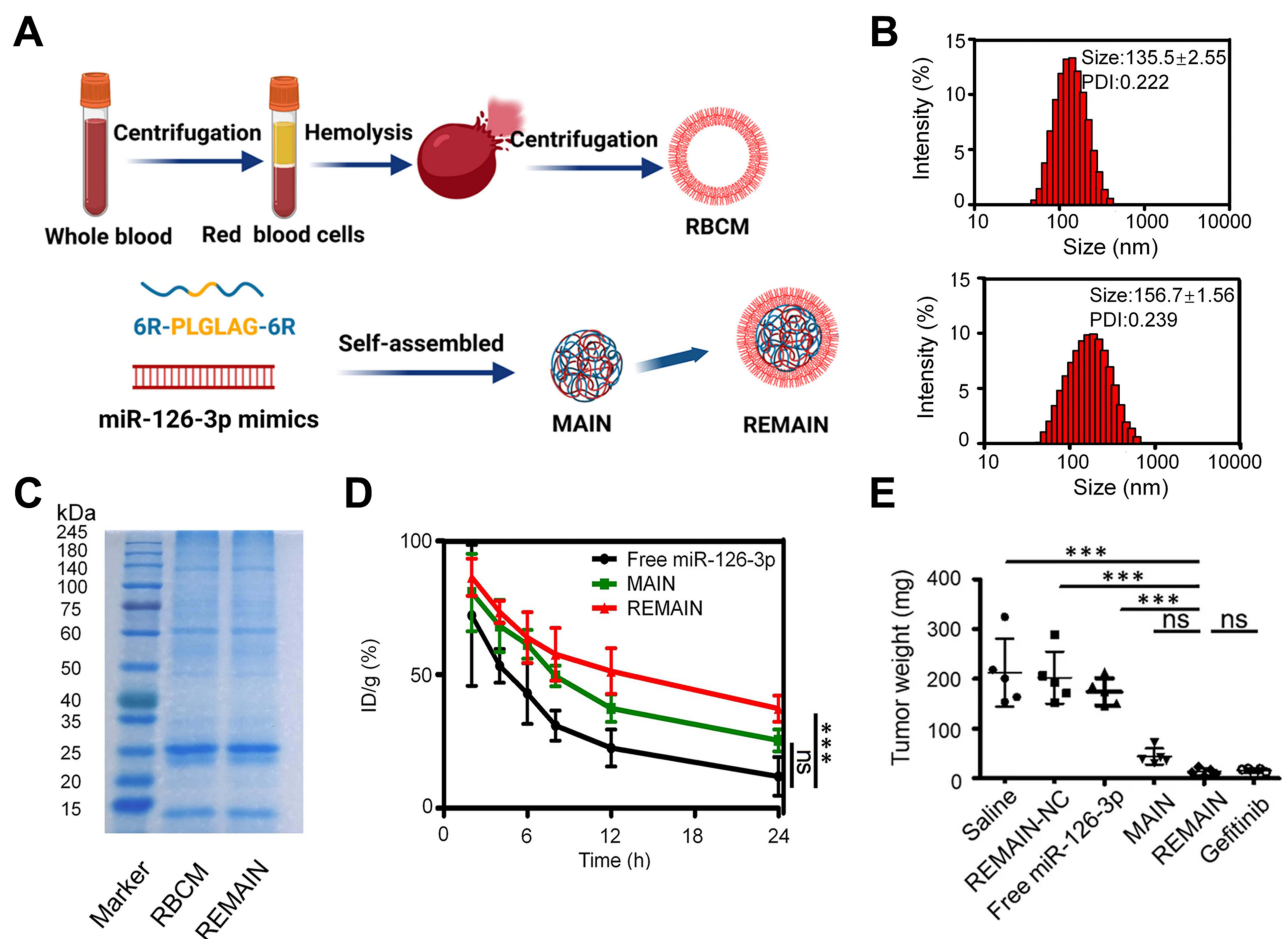 A
Centrifugation
Hemolysis
Centrifugation
Whole blood
Red blood cells
RBCM
6R-PLGLAG-6R
Self-assembled
miR-126-3p mimics
MAIN
REMAIN
B
Intensity (%)
15
10
5
0
Size:135.5±2.55
PDI:0.222
10 100 1000 10000
Size (nm)
Intensity (%)
15
10
5
0
Size:156.7±1.56
PDI:0.239
10 100 1000 10000
Size (nm)
C
kDa
245
180
140
100
75
60
50
40
35
25
20
15
Marker
RBCM
REMAIN
D
ID/g (%)
100
50
0
Free miR-126-3p
MAIN
REMAIN
ns
***
0 6 12 18 24
Time (h)
E
***
***
***
ns ns
Tumor weight (mg)
400
300
200
100
0
Saline
REMAIN-NC
Free miR-126-3p
MAIN
REMAIN
Gefitinib